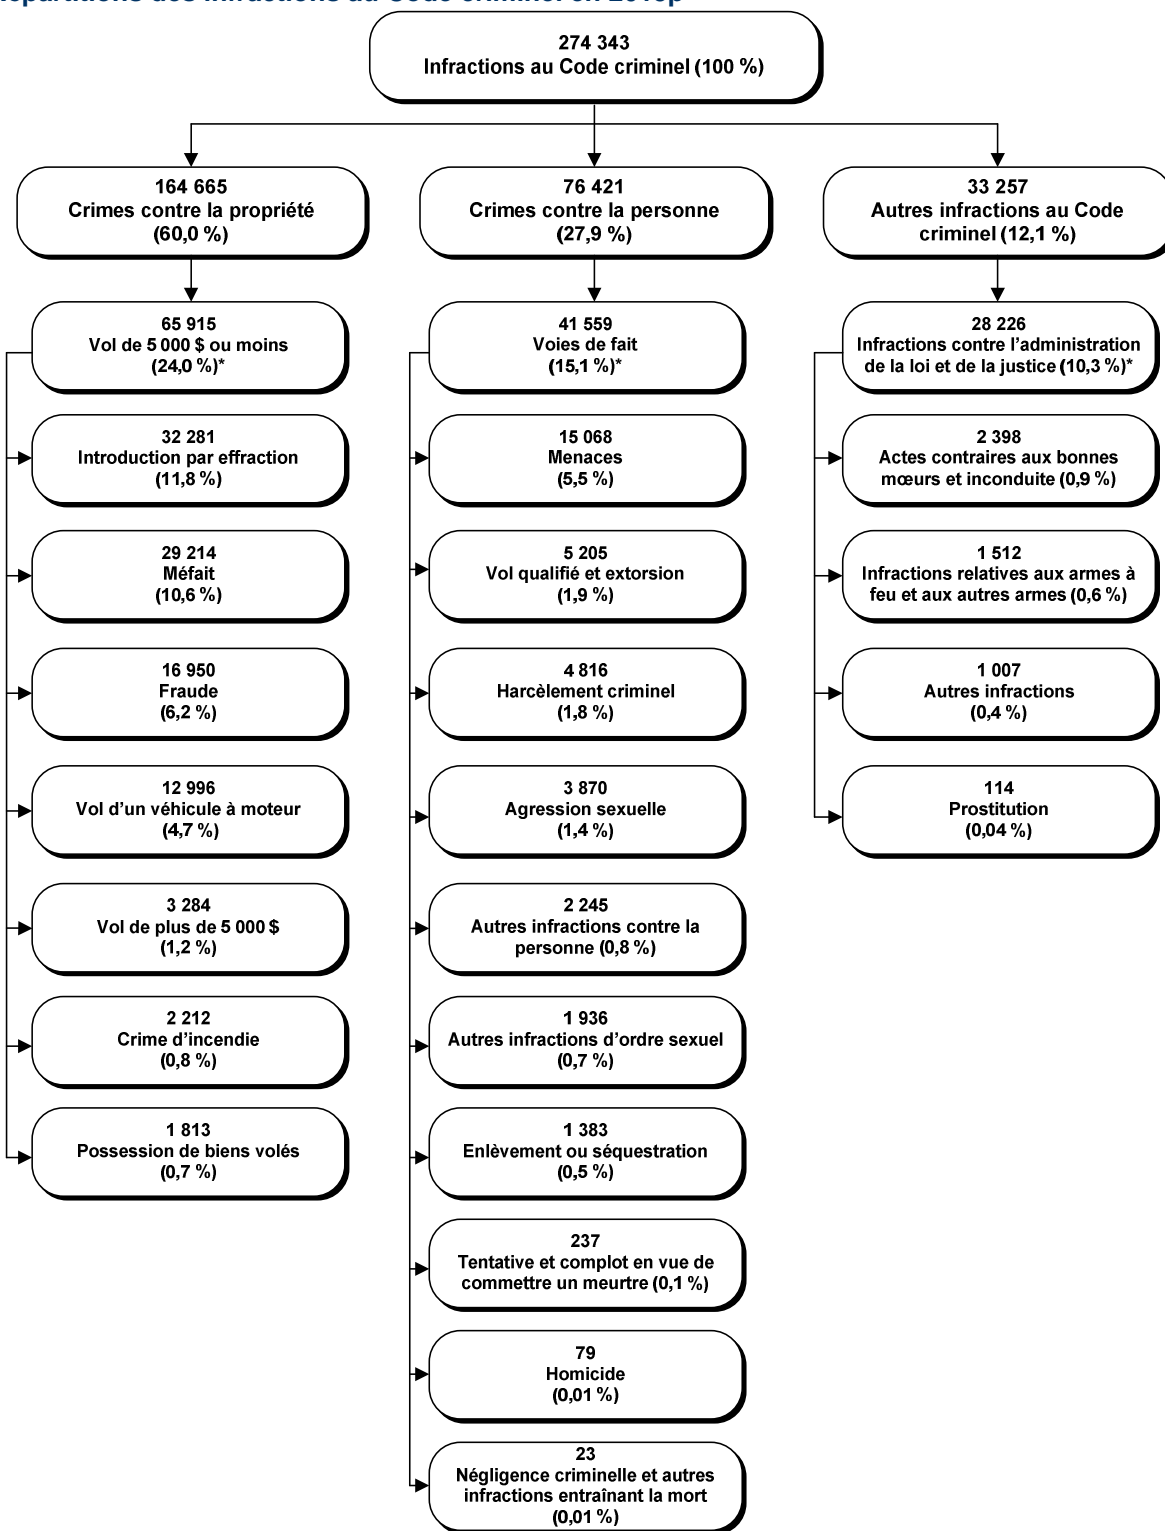 274 343
Infractions au Code criminel (100 %)
164 665
Crimes contre la propriété
(60,0 %)
76 421
Crimes contre la personne
(27,9 %)
33 257
Autres infractions au Code
criminel (12,1 %)
65 915
Vol de 5 000 $ ou moins
(24,0 %)*
32 281
Introduction par effraction
(11,8 %)
29 214
Méfait
(10,6 %)
16 950
Fraude
(6,2 %)
12 996
Vol d'un véhicule à moteur
(4,7 %)
3 284
Vol de plus de 5 000 $
(1,2 %)
2 212
Crime d'incendie
(0,8 %)
1 813
Possession de biens volés
(0,7 %)
41 559
Voies de fait
(15,1 %)*
15 068
Menaces
(5,5 %)
5 205
Vol qualifié et extorsion
(1,9 %)
4 816
Harcèlement criminel
(1,8 %)
3 870
Agression sexuelle
(1,4 %)
2 245
Autres infractions contre la
personne (0,8 %)
1 936
Autres infractions d'ordre sexuel
(0,7 %)
1 383
Enlèvement ou séquestration
(0,5 %)
237
Tentative et complot en vue de
commettre un meurtre (0,1 %)
79
Homicide
(0,01 %)
23
Négligence criminelle et autres
infractions entraînant la mort
(0,01 %)
28 226
Infractions contre l'administration
de la loi et de la justice (10,3 %)*
2 398
Actes contraires aux bonnes
mœurs et inconduite (0,9 %)
1 512
Infractions relatives aux armes à
feu et aux autres armes (0,6 %)
1 007
Autres infractions
(0,4 %)
114
Prostitution
(0,04 %)